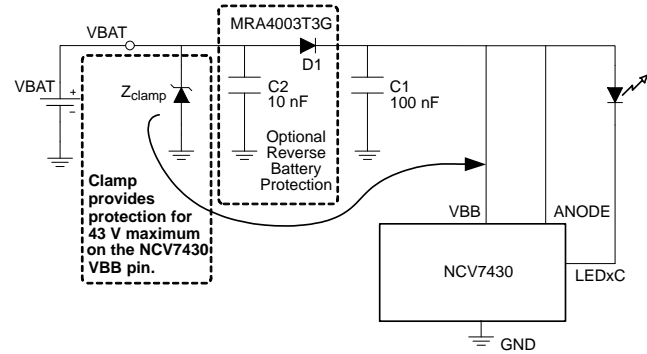 MRA4003T3G
VBAT
D1
VBAT
+
−
Zclamp
C2
10 nF
C1
100 nF
Optional
Reverse
Battery
Protection
Clamp
provides
protection for
43 V maximum
on the NCV7430
VBB pin.
VBB
ANODE
NCV7430
LEDxC
GND